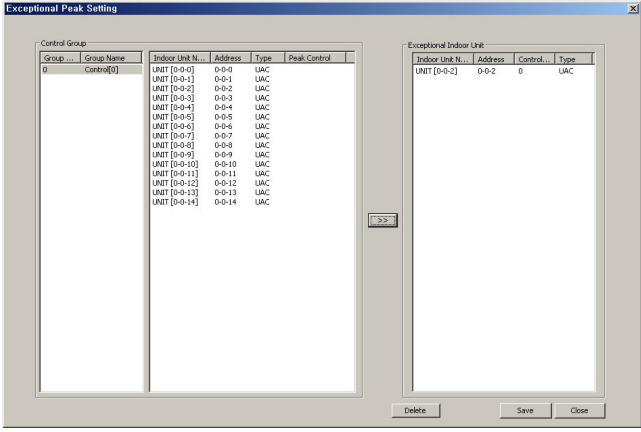 Exceptional Peak Setting
Control Group
Group ... Group Name
0 Control[0]
Indoor Unit N... Address Type Peak Control
UNIT [0-0-0] 0-0-0 UAC
UNIT [0-0-1] 0-0-1 UAC
UNIT [0-0-2] 0-0-2 UAC
UNIT [0-0-3] 0-0-3 UAC
UNIT [0-0-4] 0-0-4 UAC
UNIT [0-0-5] 0-0-5 UAC
UNIT [0-0-6] 0-0-6 UAC
UNIT [0-0-7] 0-0-7 UAC
UNIT [0-0-8] 0-0-8 UAC
UNIT [0-0-9] 0-0-9 UAC
UNIT [0-0-10] 0-0-10 UAC
UNIT [0-0-11] 0-0-11 UAC
UNIT [0-0-12] 0-0-12 UAC
UNIT [0-0-13] 0-0-13 UAC
UNIT [0-0-14] 0-0-14 UAC
>>
Exceptional Indoor Unit
Indoor Unit N... Address Control... Type
UNIT [0-0-2] 0-0-2 0 UAC
Delete Save Close